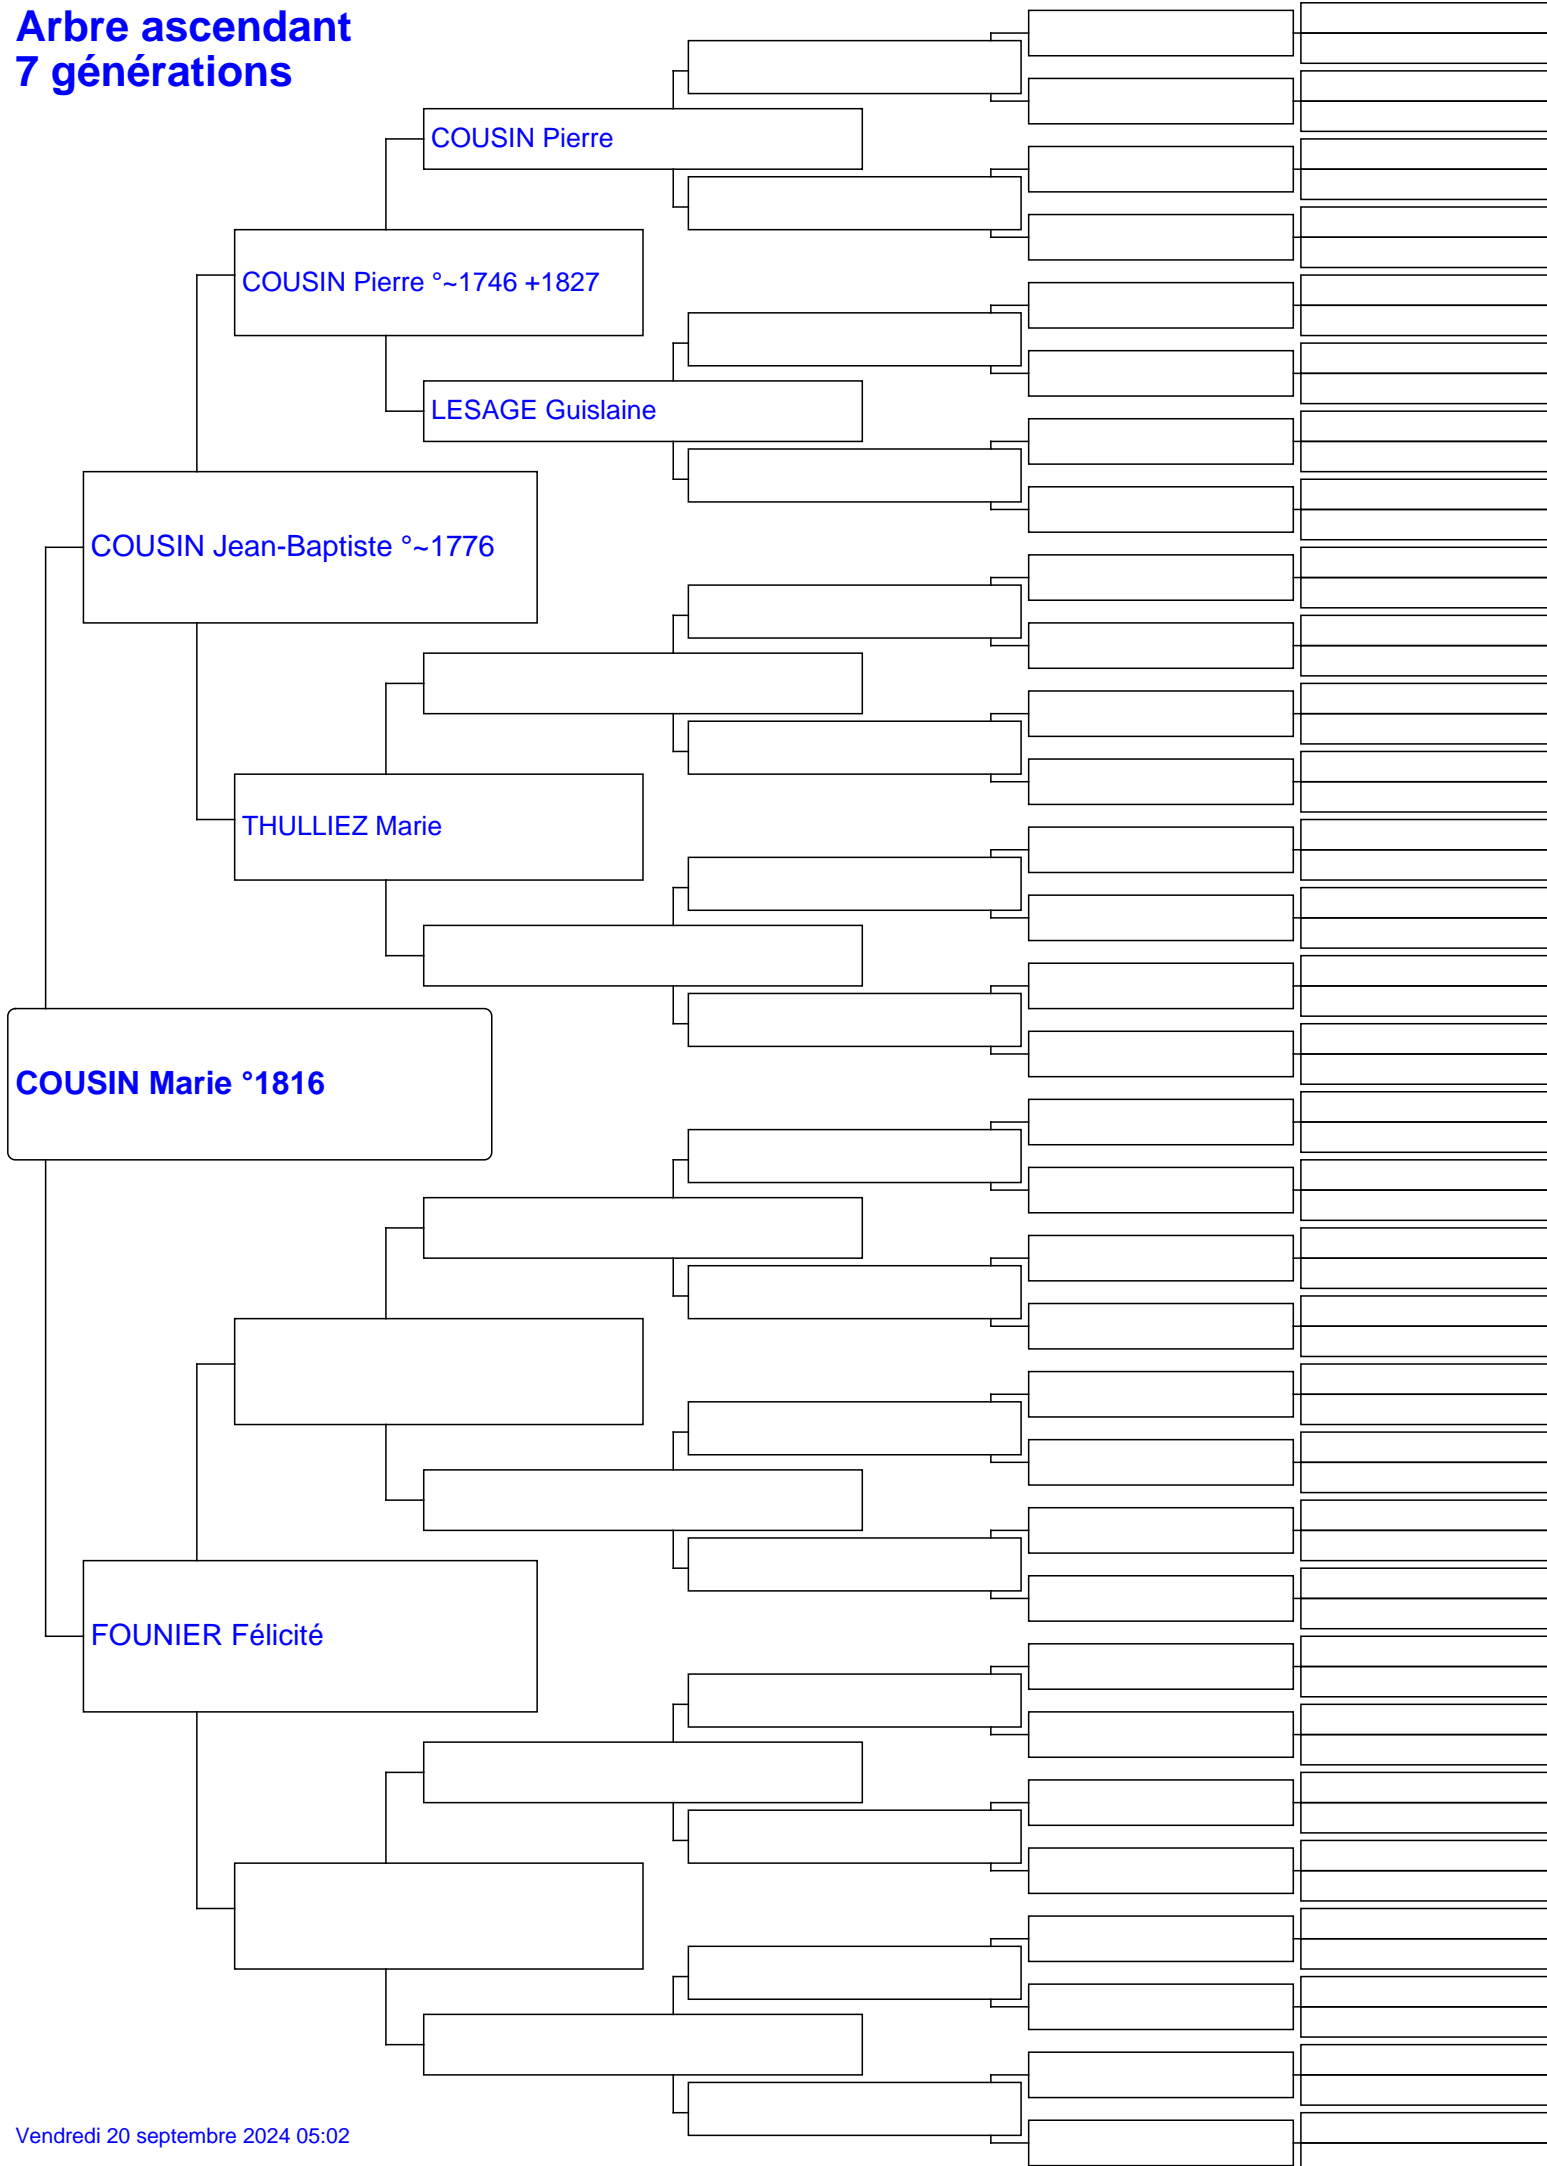 Arbre ascendant
7 générations
COUSIN Pierre
COUSIN Pierre °~1746 +1827
LESAGE Guislaine
COUSIN Jean-Baptiste °~1776
THULLIEZ Marie
COUSIN Marie °1816
FOUNIER Félicité
Vendredi 20 septembre 2024 05:02